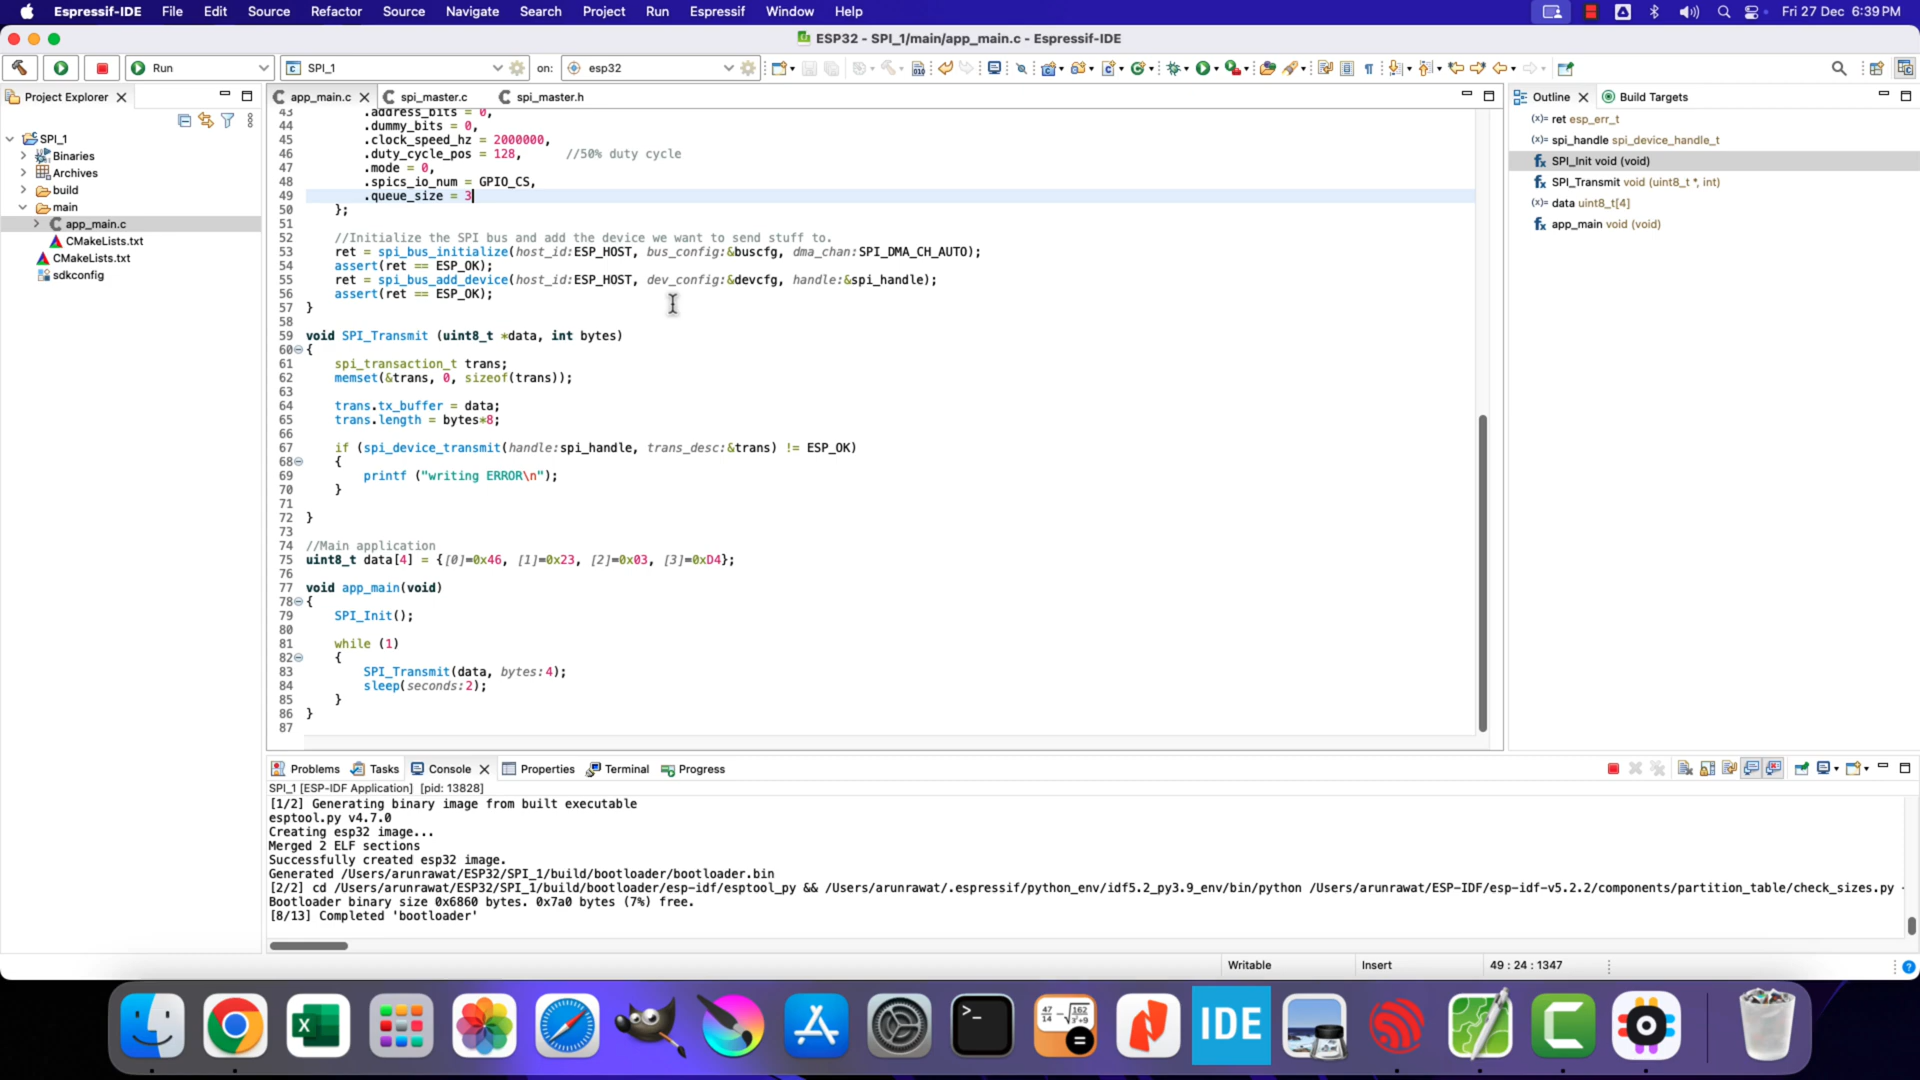 Espressif-IDE File Edit Source Refactor Source Navigate Search Project Run Espressif Window Help Fri 27 Dec 6:39 PM
ESP32 - SPI_1/main/app_main.c - Espressif-IDE
Run SPI_1 on: esp32
Project Explorer
SPI_1
Binaries
Archives
build
main
app_main.c
CMakeLists.txt
CMakeLists.txt
sdkconfig
app_main.c spi_master.c spi_master.h
43 .address_bits = 0,
44 .dummy_bits = 0,
45 .clock_speed_hz = 2000000,
46 .duty_cycle_pos = 128, //50% duty cycle
47 .mode = 0,
48 .spics_io_num = GPIO_CS,
49 .queue_size = 3
50 };
51
52 //Initialize the SPI bus and add the device we want to send stuff to.
53 ret = spi_bus_initialize(host_id:ESP_HOST, bus_config:&buscfg, dma_chan:SPI_DMA_CH_AUTO);
54 assert(ret == ESP_OK);
55 ret = spi_bus_add_device(host_id:ESP_HOST, dev_config:&devcfg, handle:&spi_handle);
56 assert(ret == ESP_OK);
57 }
58
59 void SPI_Transmit (uint8_t *data, int bytes)
60 {
61 spi_transaction_t trans;
62 memset(&trans, 0, sizeof(trans));
63
64 trans.tx_buffer = data;
65 trans.length = bytes*8;
66
67 if (spi_device_transmit(handle:spi_handle, trans_desc:&trans) != ESP_OK)
68 {
69 printf ("writing ERROR\n");
70 }
71
72 }
73
74 //Main application
75 uint8_t data[4] = {[0]=0x46, [1]=0x23, [2]=0x03, [3]=0xD4};
76
77 void app_main(void)
78 {
79 SPI_Init();
80
81 while (1)
82 {
83 SPI_Transmit(data, bytes:4);
84 sleep(seconds:2);
85 }
86 }
87
Outline Build Targets
(x)= ret esp_err_t
(x)= spi_handle spi_device_handle_t
SPI_Init void (void)
SPI_Transmit void (uint8_t *, int)
(x)= data uint8_t[4]
app_main void (void)
Problems Tasks Console Properties Terminal Progress
SPI_1 [ESP-IDF Application] [pid: 13828]
[1/2] Generating binary image from built executable
esptool.py v4.7.0
Creating esp32 image...
Merged 2 ELF sections
Successfully created esp32 image.
Generated /Users/arunrawat/ESP32/SPI_1/build/bootloader/bootloader.bin
[2/2] cd /Users/arunrawat/ESP32/SPI_1/build/bootloader/esp-idf/esptool_py && /Users/arunrawat/.espressif/python_env/idf5.2_py3.9_env/bin/python /Users/arunrawat/ESP-IDF/esp-idf-v5.2.2/components/partition_table/check_sizes.py
Bootloader binary size 0x6860 bytes. 0x7a0 bytes (7%) free.
[8/13] Completed 'bootloader'
Writable Insert 49 : 24 : 1347
IDE